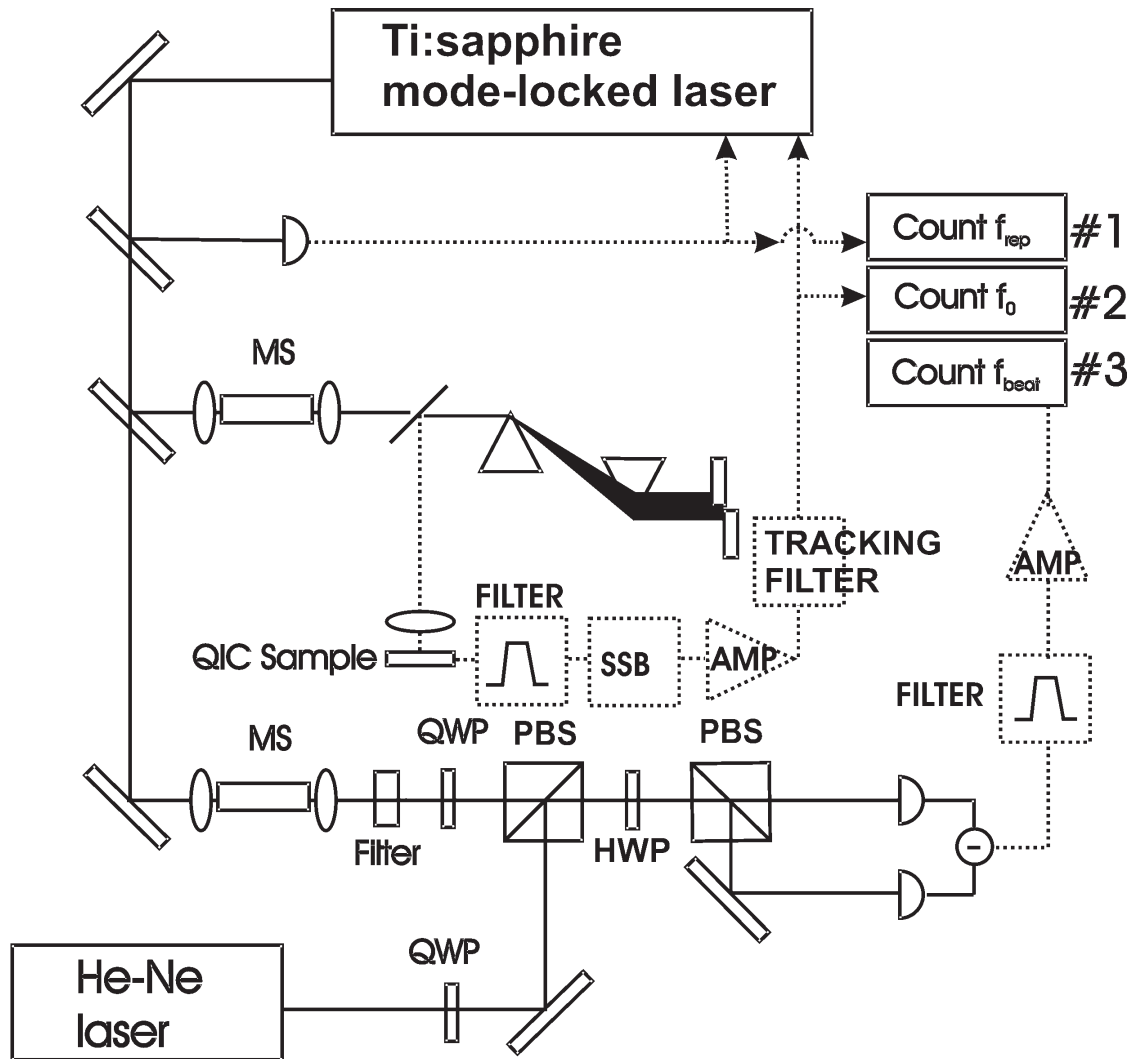 Ti:sapphire
mode-locked laser
Count f_rep #1
Count f_0 #2
Count f_beat #3
MS
TRACKING
FILTER
AMP
FILTER
QIC Sample
SSB
AMP
FILTER
MS
QWP
PBS
PBS
Filter
HWP
QWP
He-Ne
laser